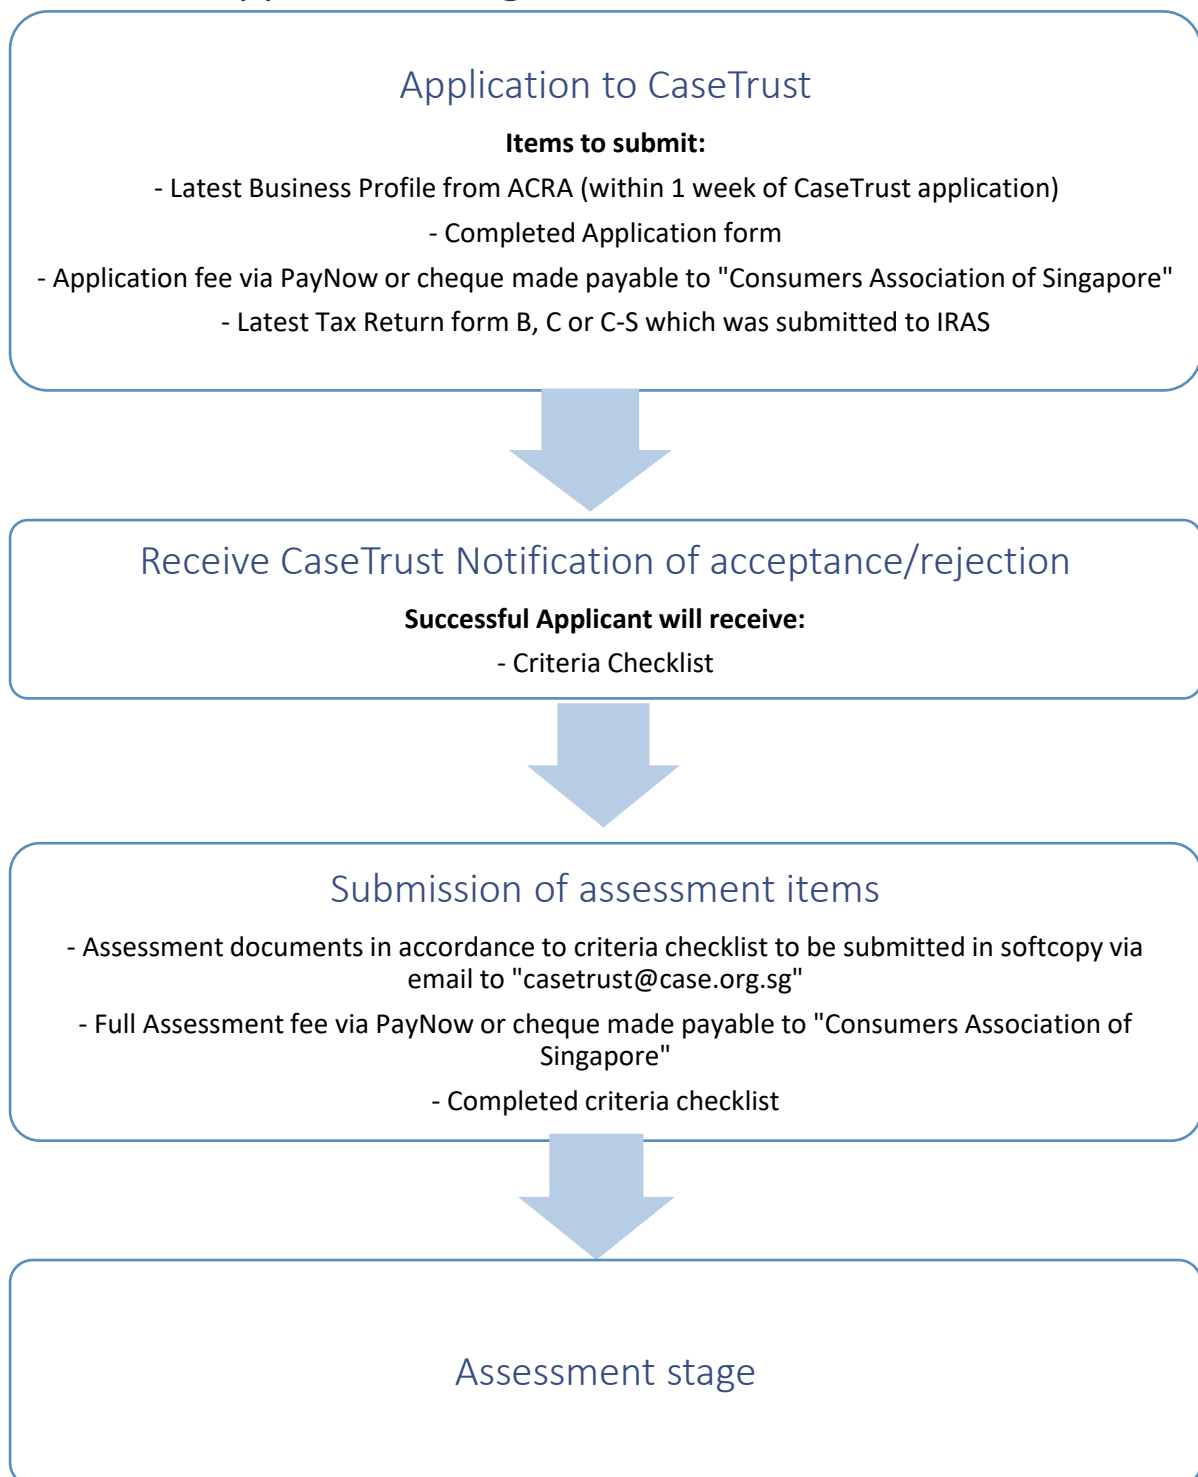 Application to CaseTrust
Items to submit:
- Latest Business Profile from ACRA (within 1 week of CaseTrust application)
- Completed Application form
- Application fee via PayNow or cheque made payable to "Consumers Association of Singapore"
- Latest Tax Return form B, C or C-S which was submitted to IRAS
Receive CaseTrust Notification of acceptance/rejection
Successful Applicant will receive:
- Criteria Checklist
Submission of assessment items
- Assessment documents in accordance to criteria checklist to be submitted in softcopy via
email to "casetrust@case.org.sg"
- Full Assessment fee via PayNow or cheque made payable to "Consumers Association of
Singapore"
- Completed criteria checklist
Assessment stage